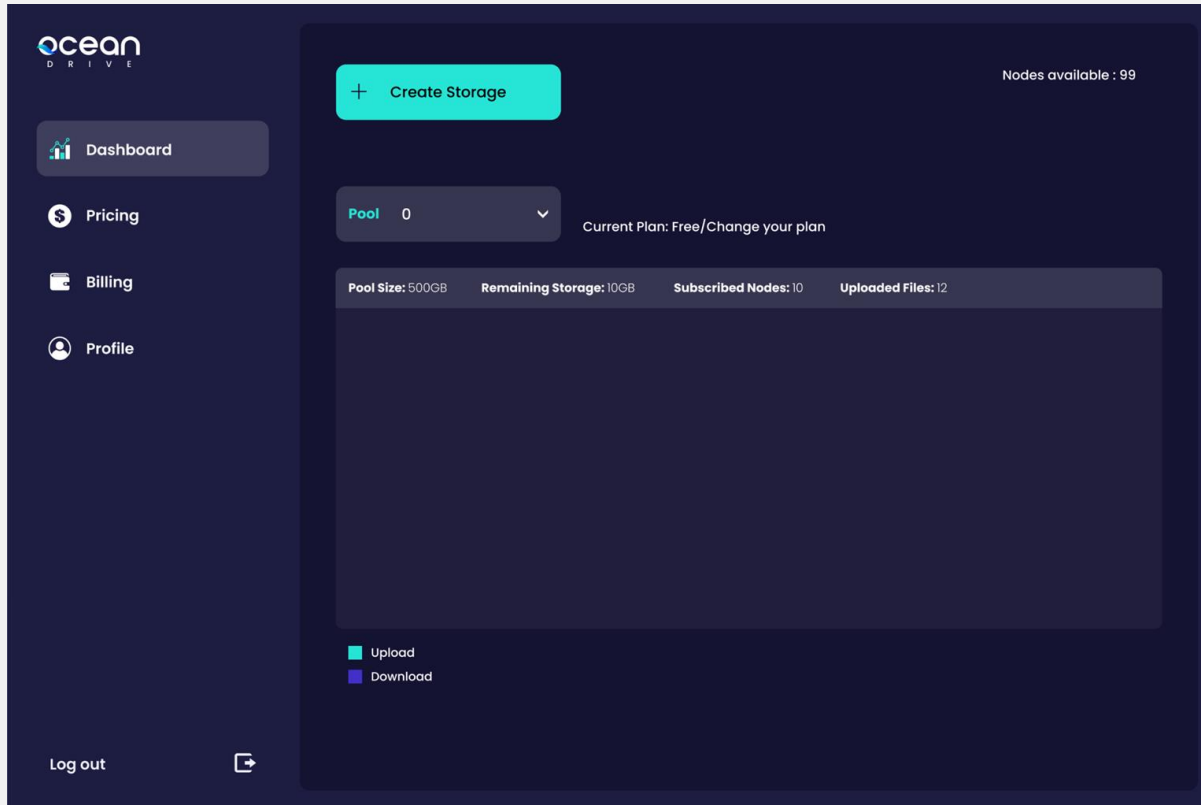 ocean
DRIVE
Dashboard
Pricing
Billing
Profile
Log out
+ Create Storage
Nodes available : 99
Pool 0
Current Plan: Free/Change your plan
Pool Size: 500GB Remaining Storage: 10GB Subscribed Nodes: 10 Uploaded Files: 12
Upload
Download